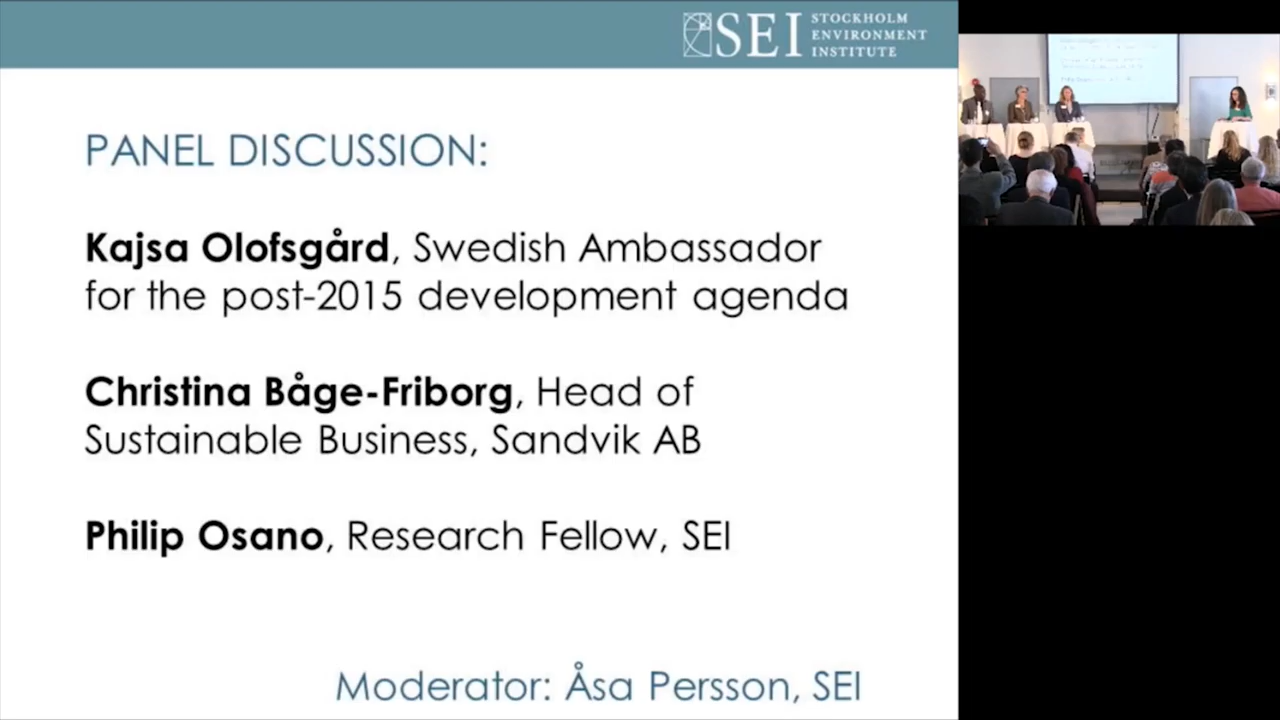 SEI
STOCKHOLM
ENVIRONMENT
INSTITUTE
PANEL DISCUSSION:
Kajsa Olofsgård, Swedish Ambassador
for the post-2015 development agenda
Christina Båge-Friborg, Head of
Sustainable Business, Sandvik AB
Philip Osano, Research Fellow, SEI
Moderator: Åsa Persson, SEI